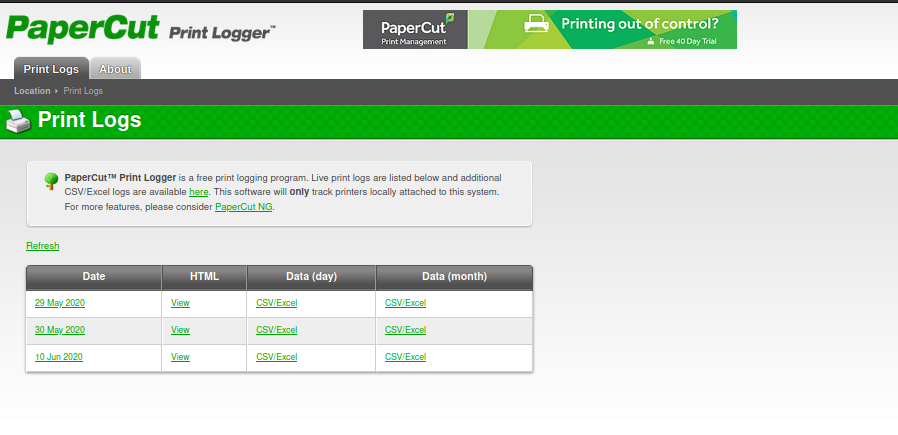 PaperCut Print Logger™
PaperCut
Print Management
Printing out of control?
Free 40 Day Trial
Print Logs About
Location Print Logs
Print Logs
PaperCut™ Print Logger is a free print logging program. Live print logs are listed below and additional
CSV/Excel logs are available here. This software will only track printers locally attached to this system.
For more features, please consider PaperCut NG.
Refresh
Date HTML Data (day) Data (month)
29 May 2020 View CSV/Excel CSV/Excel
30 May 2020 View CSV/Excel CSV/Excel
10 Jun 2020 View CSV/Excel CSV/Excel